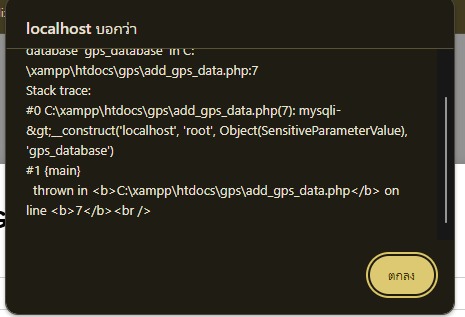 localhost บอกว่า
database 'gps_database' in C:
\xampp\htdocs\gps\add_gps_data.php:7
Stack trace:
#0 C:\xampp\htdocs\gps\add_gps_data.php(7): mysqli-
&gt;__construct('localhost', 'root', Object(SensitiveParameterValue),
'gps_database')
#1 {main}
  thrown in <b>C:\xampp\htdocs\gps\add_gps_data.php</b> on
line <b>7</b><br />
ตกลง